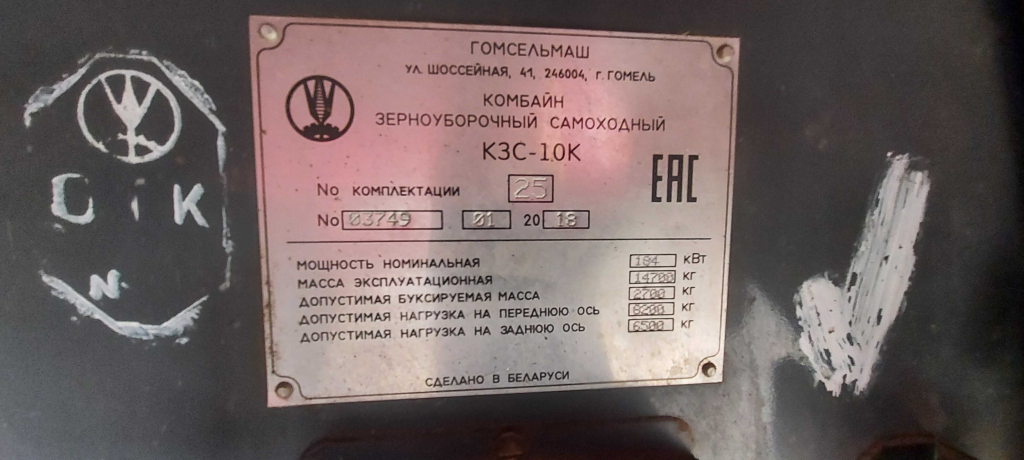 ГОМСЕЛЬМАШ
УЛ. ШОССЕЙНАЯ, 41, 246004, Г. ГОМЕЛЬ
КОМБАЙН
ЗЕРНОУБОРОЧНЫЙ САМОХОДНЫЙ
КЗС-10К
No КОМПЛЕКТАЦИИ 25
No 03749 01 20 18
EAC
МОЩНОСТЬ НОМИНАЛЬНАЯ 184 кВт
МАССА ЭКСПЛУАТАЦИОННАЯ 14700 кг
ДОПУСТИМАЯ БУКСИРУЕМАЯ МАССА 2700 кг
ДОПУСТИМАЯ НАГРУЗКА НА ПЕРЕДНЮЮ ОСЬ 8200 кг
ДОПУСТИМАЯ НАГРУЗКА НА ЗАДНЮЮ ОСЬ 6500 кг
СДЕЛАНО В БЕЛАРУСИ